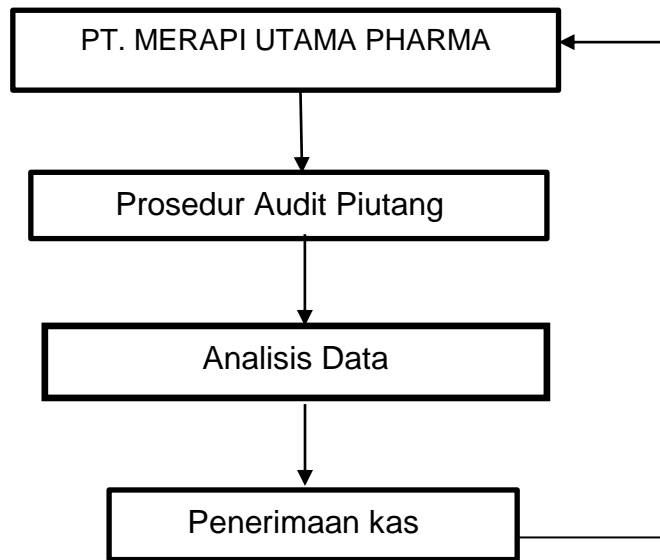 PT. MERAPI UTAMA PHARMA
Prosedur Audit Piutang
Analisis Data
Penerimaan kas